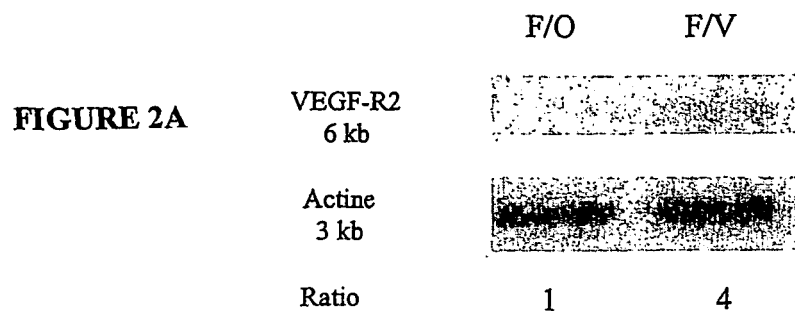 F/O F/V
FIGURE 2A
VEGF-R2
6 kb
Actine
3 kb
Ratio 1 4